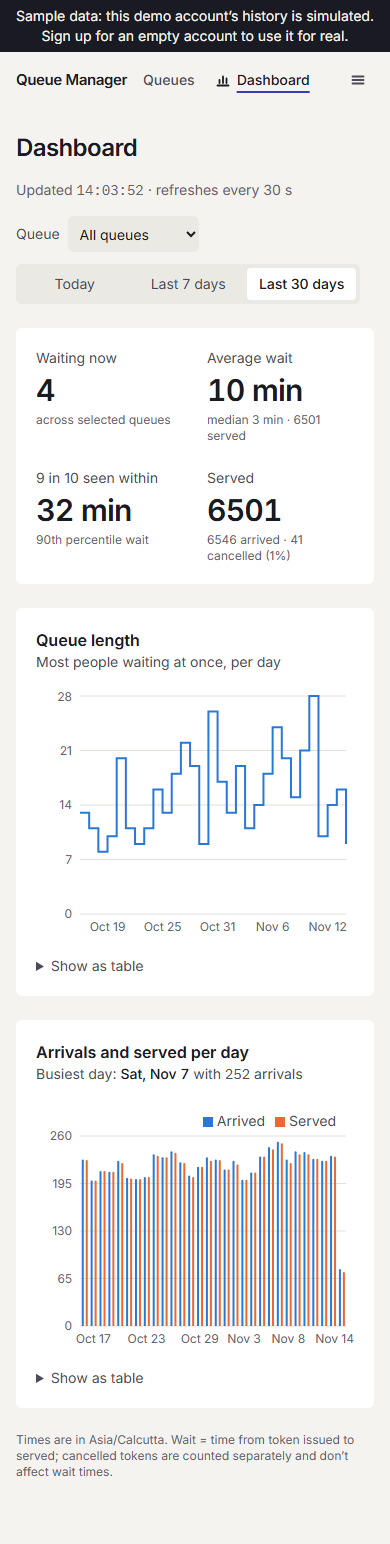 Sample data: this demo account’s history is simulated.
Sign up for an empty account to use it for real.
Queue Manager Queues Dashboard
Dashboard
Updated 14:03:52 · refreshes every 30 s
Queue All queues
Today Last 7 days Last 30 days
Waiting now
4
across selected queues
Average wait
10 min
median 3 min · 6501
served
9 in 10 seen within
32 min
90th percentile wait
Served
6501
6546 arrived · 41
cancelled (1%)
Queue length
Most people waiting at once, per day
28
21
14
7
0
Oct 19 Oct 25 Oct 31 Nov 6 Nov 12
Show as table
Arrivals and served per day
Busiest day: Sat, Nov 7 with 252 arrivals
Arrived Served
260
195
130
65
0
Oct 17 Oct 23 Oct 29 Nov 3 Nov 8 Nov 14
Show as table
Times are in Asia/Calcutta. Wait = time from token issued to
served; cancelled tokens are counted separately and don’t
affect wait times.